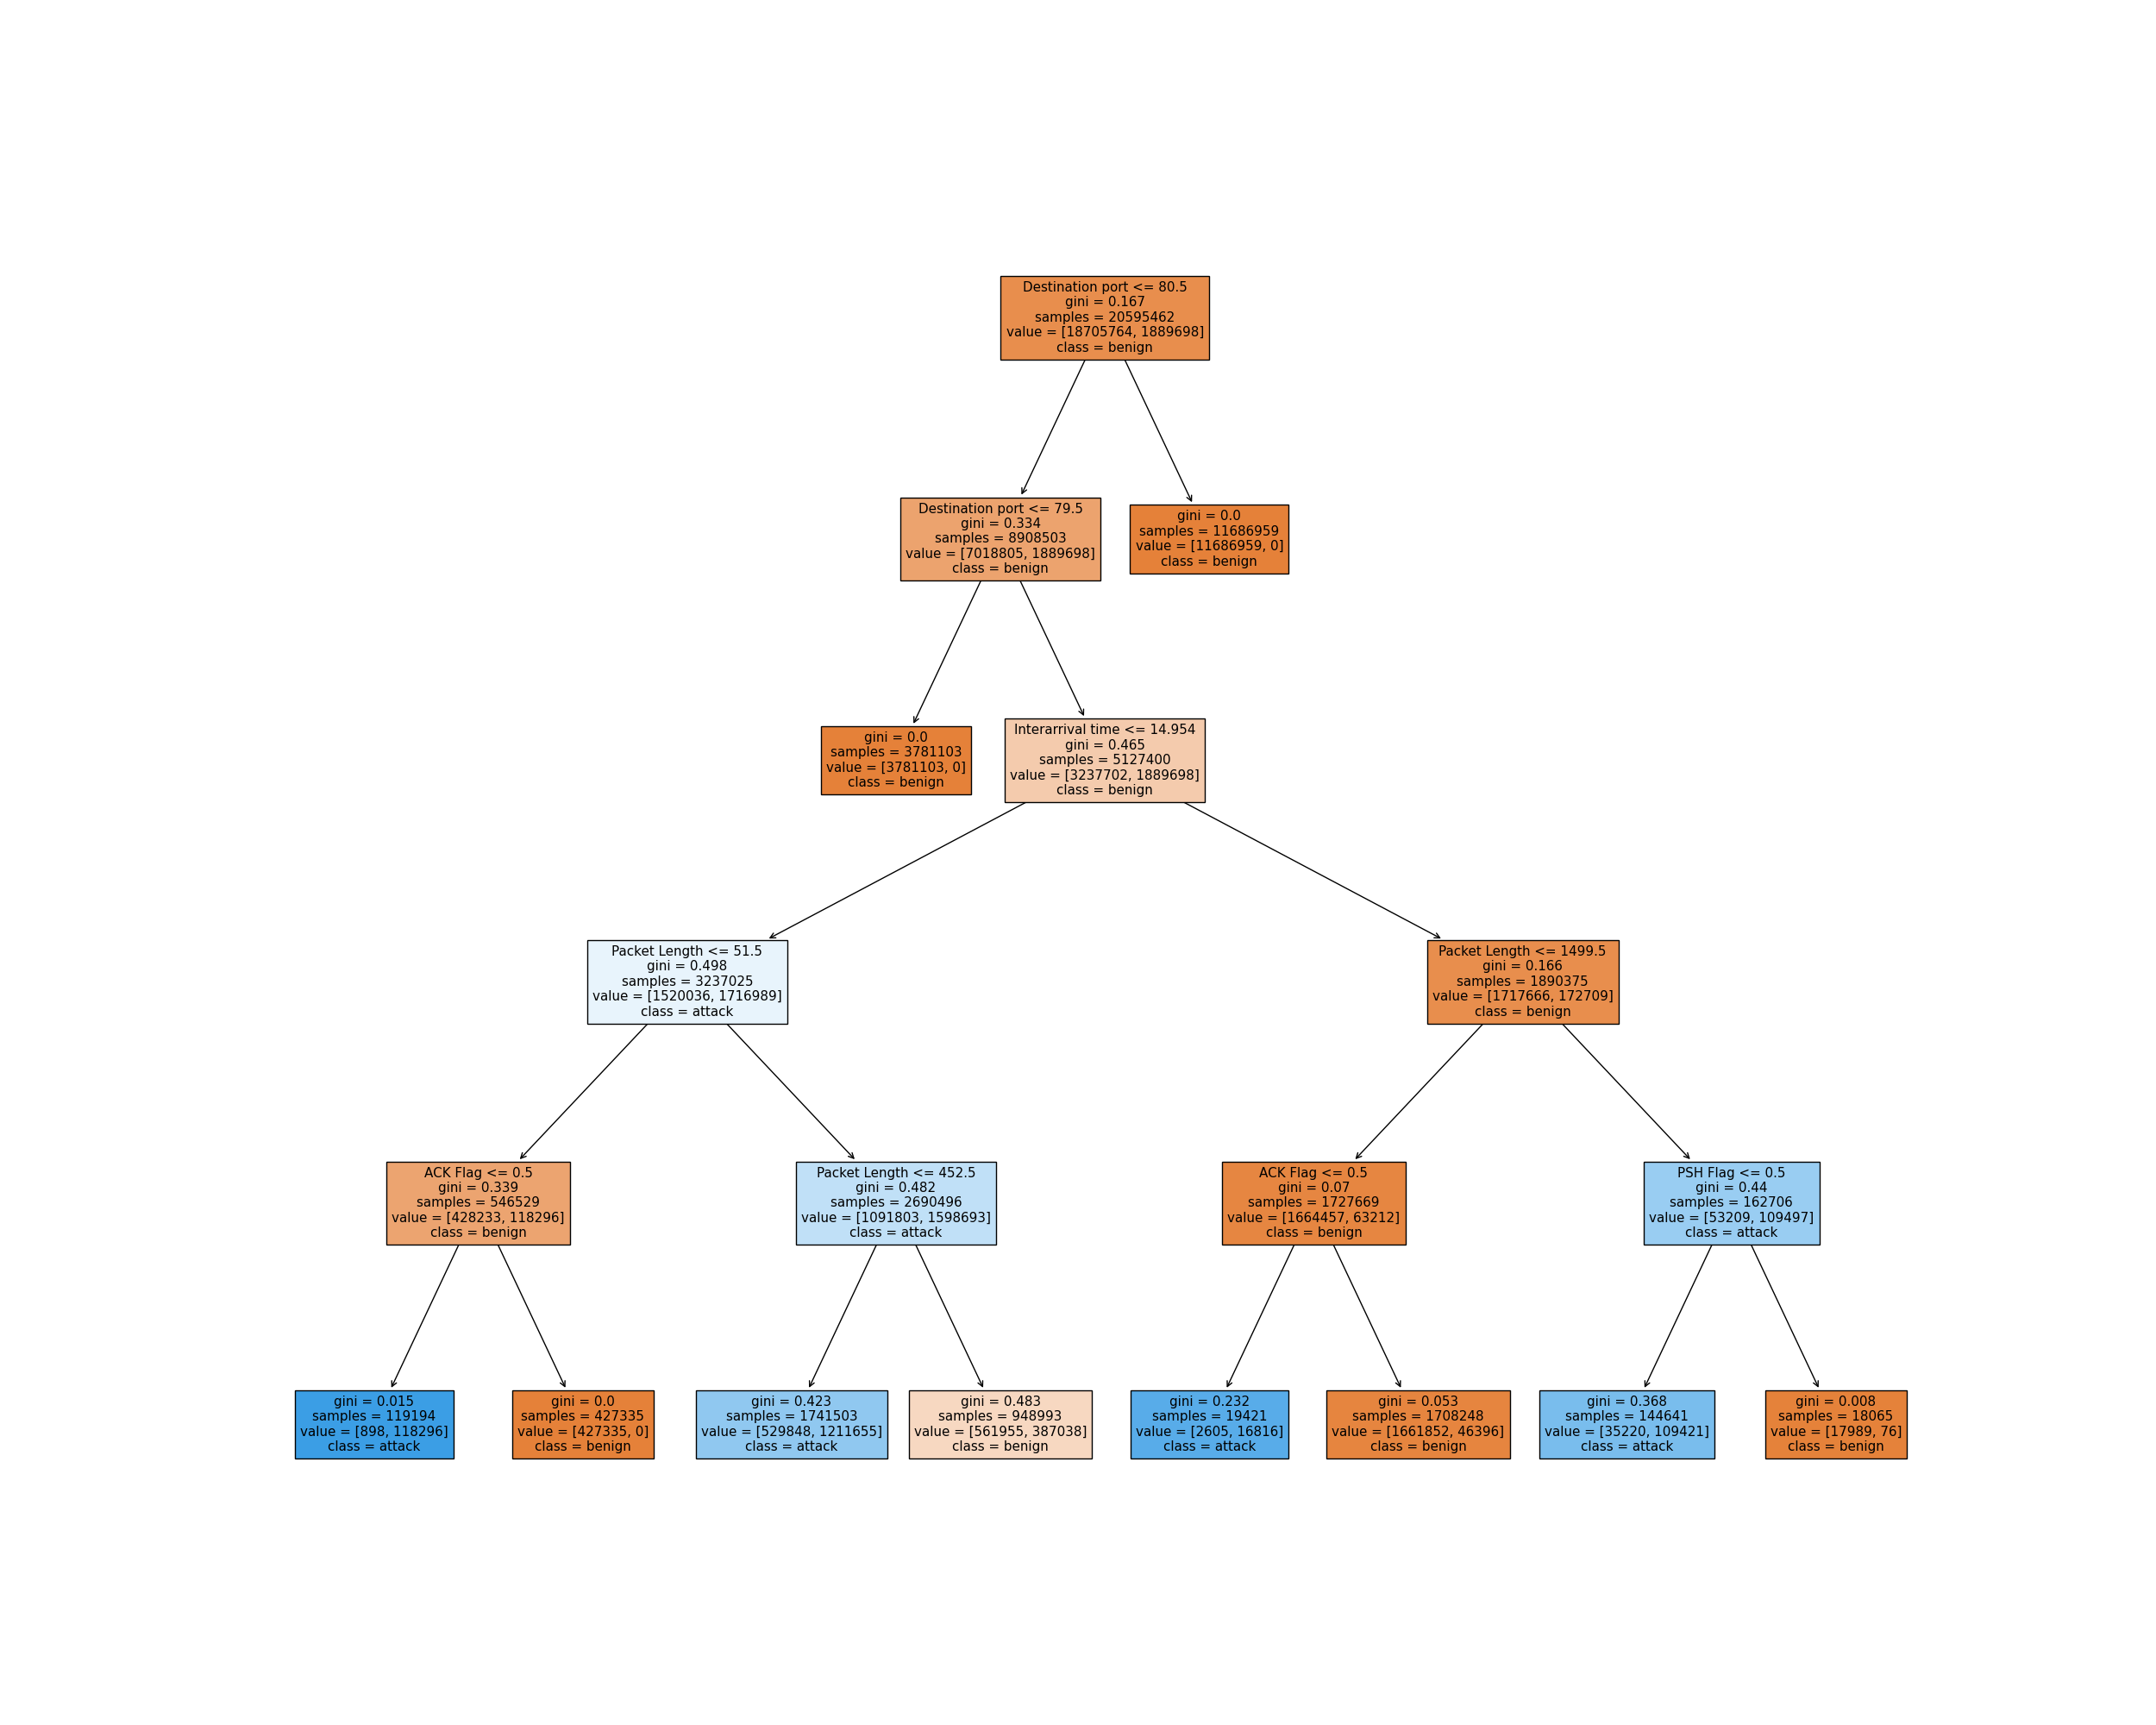 Destination port <= 80.5
gini = 0.167
samples = 20595462
value = [18705764, 1889698]
class = benign
Destination port <= 79.5
gini = 0.334
samples = 8908503
value = [7018805, 1889698]
class = benign
gini = 0.0
samples = 11686959
value = [11686959, 0]
class = benign
gini = 0.0
samples = 3781103
value = [3781103, 0]
class = benign
Interarrival time <= 14.954
gini = 0.465
samples = 5127400
value = [3237702, 1889698]
class = benign
Packet Length <= 51.5
gini = 0.498
samples = 3237025
value = [1520036, 1716989]
class = attack
Packet Length <= 1499.5
gini = 0.166
samples = 1890375
value = [1717666, 172709]
class = benign
ACK Flag <= 0.5
gini = 0.339
samples = 546529
value = [428233, 118296]
class = benign
Packet Length <= 452.5
gini = 0.482
samples = 2690496
value = [1091803, 1598693]
class = attack
ACK Flag <= 0.5
gini = 0.07
samples = 1727669
value = [1664457, 63212]
class = benign
PSH Flag <= 0.5
gini = 0.44
samples = 162706
value = [53209, 109497]
class = attack
gini = 0.015
samples = 119194
value = [898, 118296]
class = attack
gini = 0.0
samples = 427335
value = [427335, 0]
class = benign
gini = 0.423
samples = 1741503
value = [529848, 1211655]
class = attack
gini = 0.483
samples = 948993
value = [561955, 387038]
class = benign
gini = 0.232
samples = 19421
value = [2605, 16816]
class = attack
gini = 0.053
samples = 1708248
value = [1661852, 46396]
class = benign
gini = 0.368
samples = 144641
value = [35220, 109421]
class = attack
gini = 0.008
samples = 18065
value = [17989, 76]
class = benign